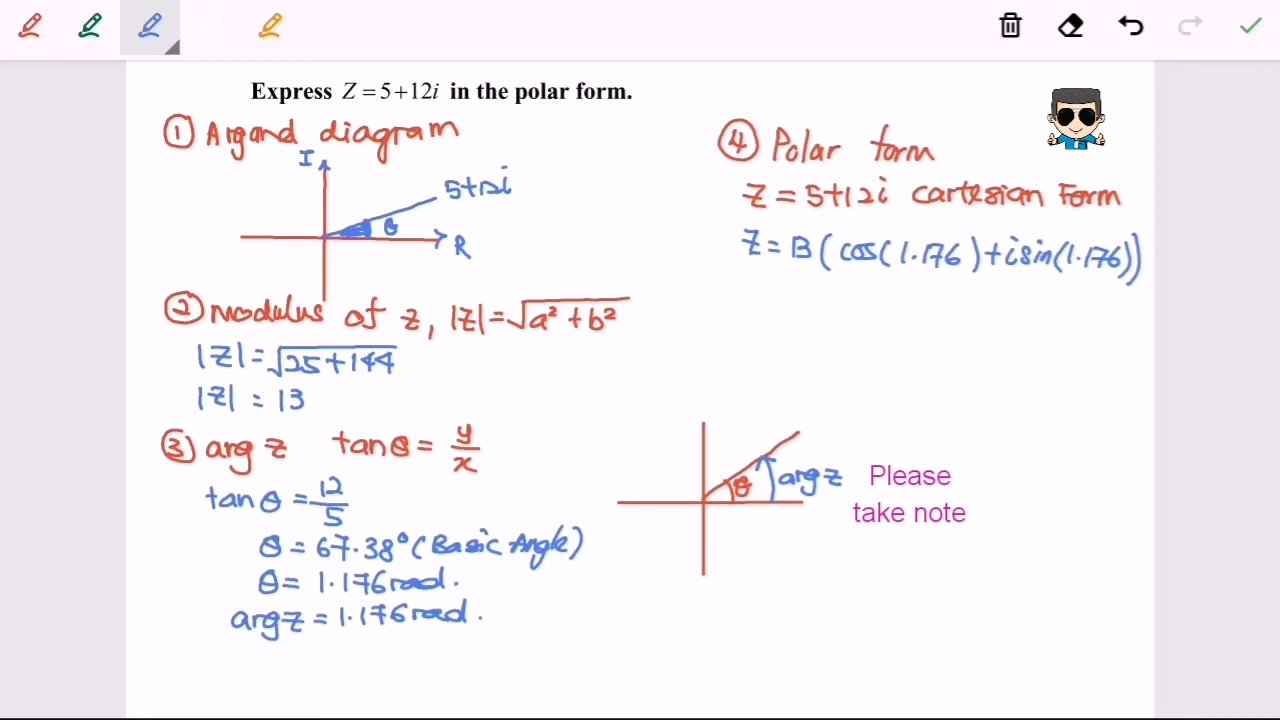 Express Z = 5+12i in the polar form.
① Argand diagram
I
5+12i
θ
R
② modulus of z, |z| = √a² + b²
|z| = √25+144
|z| = 13
③ arg z tanθ = y/x
tanθ = 12/5
θ = 67.38° (Basic Angle)
θ = 1.176 rad.
arg z = 1.176 rad.
④ Polar form
z = 5+12i Cartesian Form
z = 13 (cos(1.176) + i sin(1.176))
θ
arg z
Please
take note